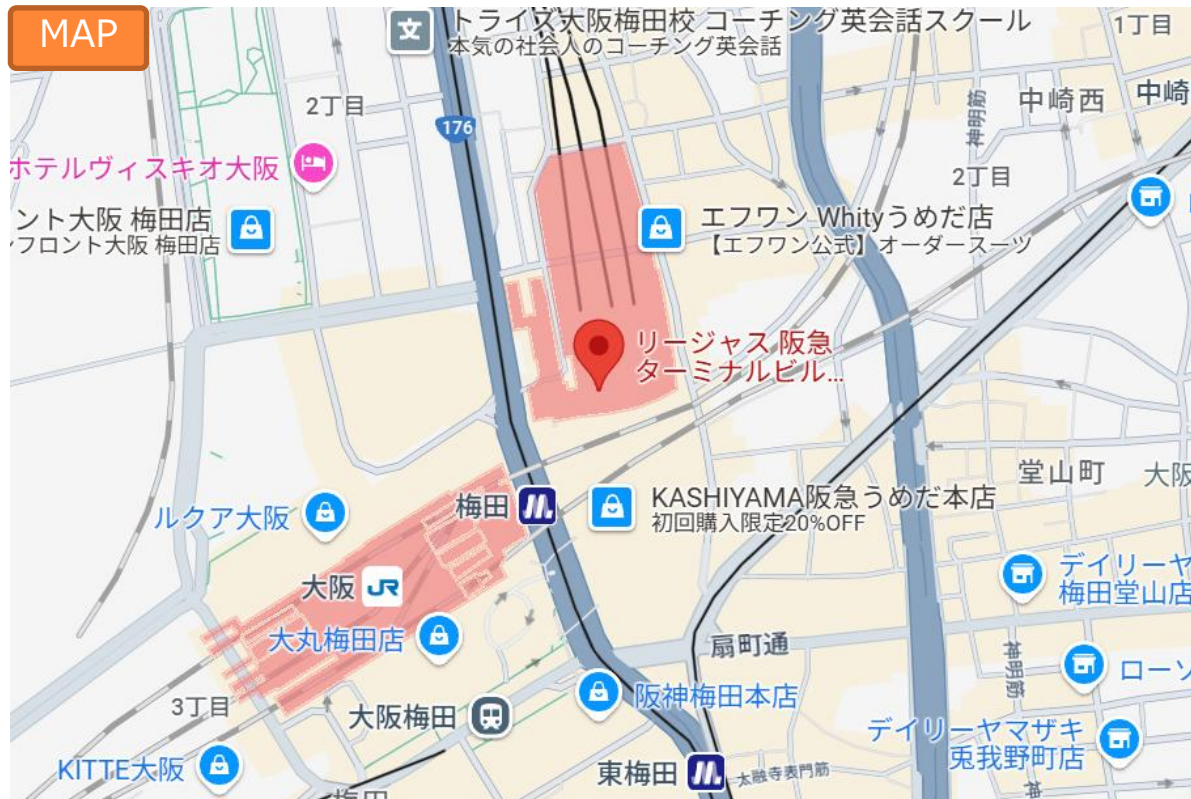 MAP
トライズ大阪梅田校 コーチング英会話スクール
本気の社会人のコーチング英会話
1丁目
2丁目
中崎西
中崎
神明筋
176
ホテルヴィスキオ大阪
2丁目
ント大阪 梅田店
ンフロント大阪 梅田店
エフワン Whityうめだ店
【エフワン公式】オーダースーツ
リージャス 阪急
ターミナルビル...
堂山町
大阪
梅田
KASHIYAMA阪急うめだ本店
初回購入限定20%OFF
ルクア大阪
デイリーヤ
梅田堂山店
大阪 JR
大丸梅田店
扇町通
神明筋
ローソ
3丁目
大阪梅田
阪神梅田本店
デイリーヤマザキ
兎我野町店
KITTE大阪
東梅田
太融寺表門筋
梅田
神